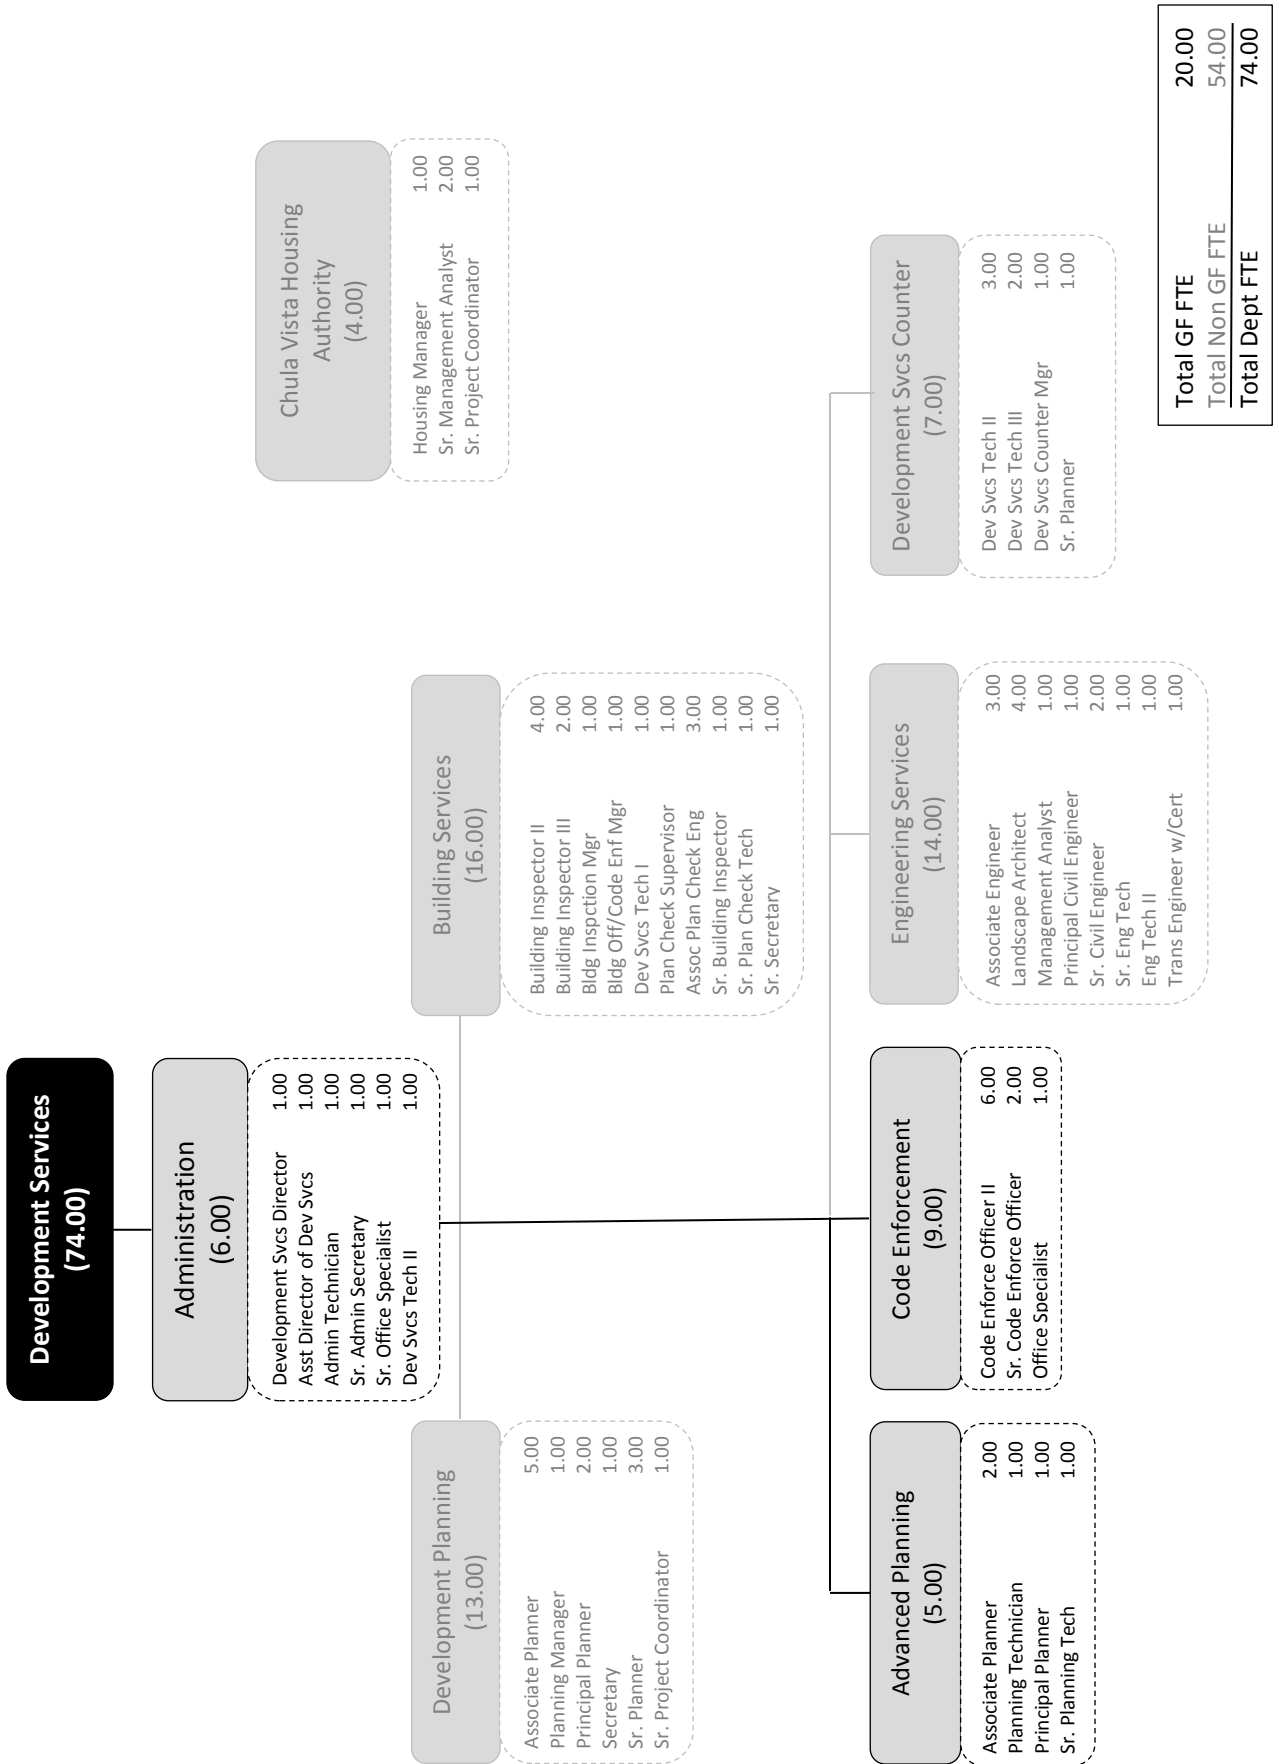 Development Services
(74.00)
Administration
(6.00)
Development Svcs Director 1.00
Asst Director of Dev Svcs 1.00
Admin Technician 1.00
Sr. Admin Secretary 1.00
Sr. Office Specialist 1.00
Dev Svcs Tech II 1.00
Chula Vista Housing
Authority
(4.00)
Housing Manager 1.00
Sr. Management Analyst 2.00
Sr. Project Coordinator 1.00
Development Planning
(13.00)
Associate Planner 5.00
Planning Manager 1.00
Principal Planner 2.00
Secretary 1.00
Sr. Planner 3.00
Sr. Project Coordinator 1.00
Building Services
(16.00)
Building Inspector II 4.00
Building Inspector III 2.00
Bldg Inspction Mgr 1.00
Bldg Off/Code Enf Mgr 1.00
Dev Svcs Tech I 1.00
Plan Check Supervisor 1.00
Assoc Plan Check Eng 3.00
Sr. Building Inspector 1.00
Sr. Plan Check Tech 1.00
Sr. Secretary 1.00
Advanced Planning
(5.00)
Associate Planner 2.00
Planning Technician 1.00
Principal Planner 1.00
Sr. Planning Tech 1.00
Code Enforcement
(9.00)
Code Enforce Officer II 6.00
Sr. Code Enforce Officer 2.00
Office Specialist 1.00
Engineering Services
(14.00)
Associate Engineer 3.00
Landscape Architect 4.00
Management Analyst 1.00
Principal Civil Engineer 1.00
Sr. Civil Engineer 2.00
Sr. Eng Tech 1.00
Eng Tech II 1.00
Trans Engineer w/Cert 1.00
Development Svcs Counter
(7.00)
Dev Svcs Tech II 3.00
Dev Svcs Tech III 2.00
Dev Svcs Counter Mgr 1.00
Sr. Planner 1.00
Total GF FTE 20.00
Total Non GF FTE 54.00
Total Dept FTE 74.00